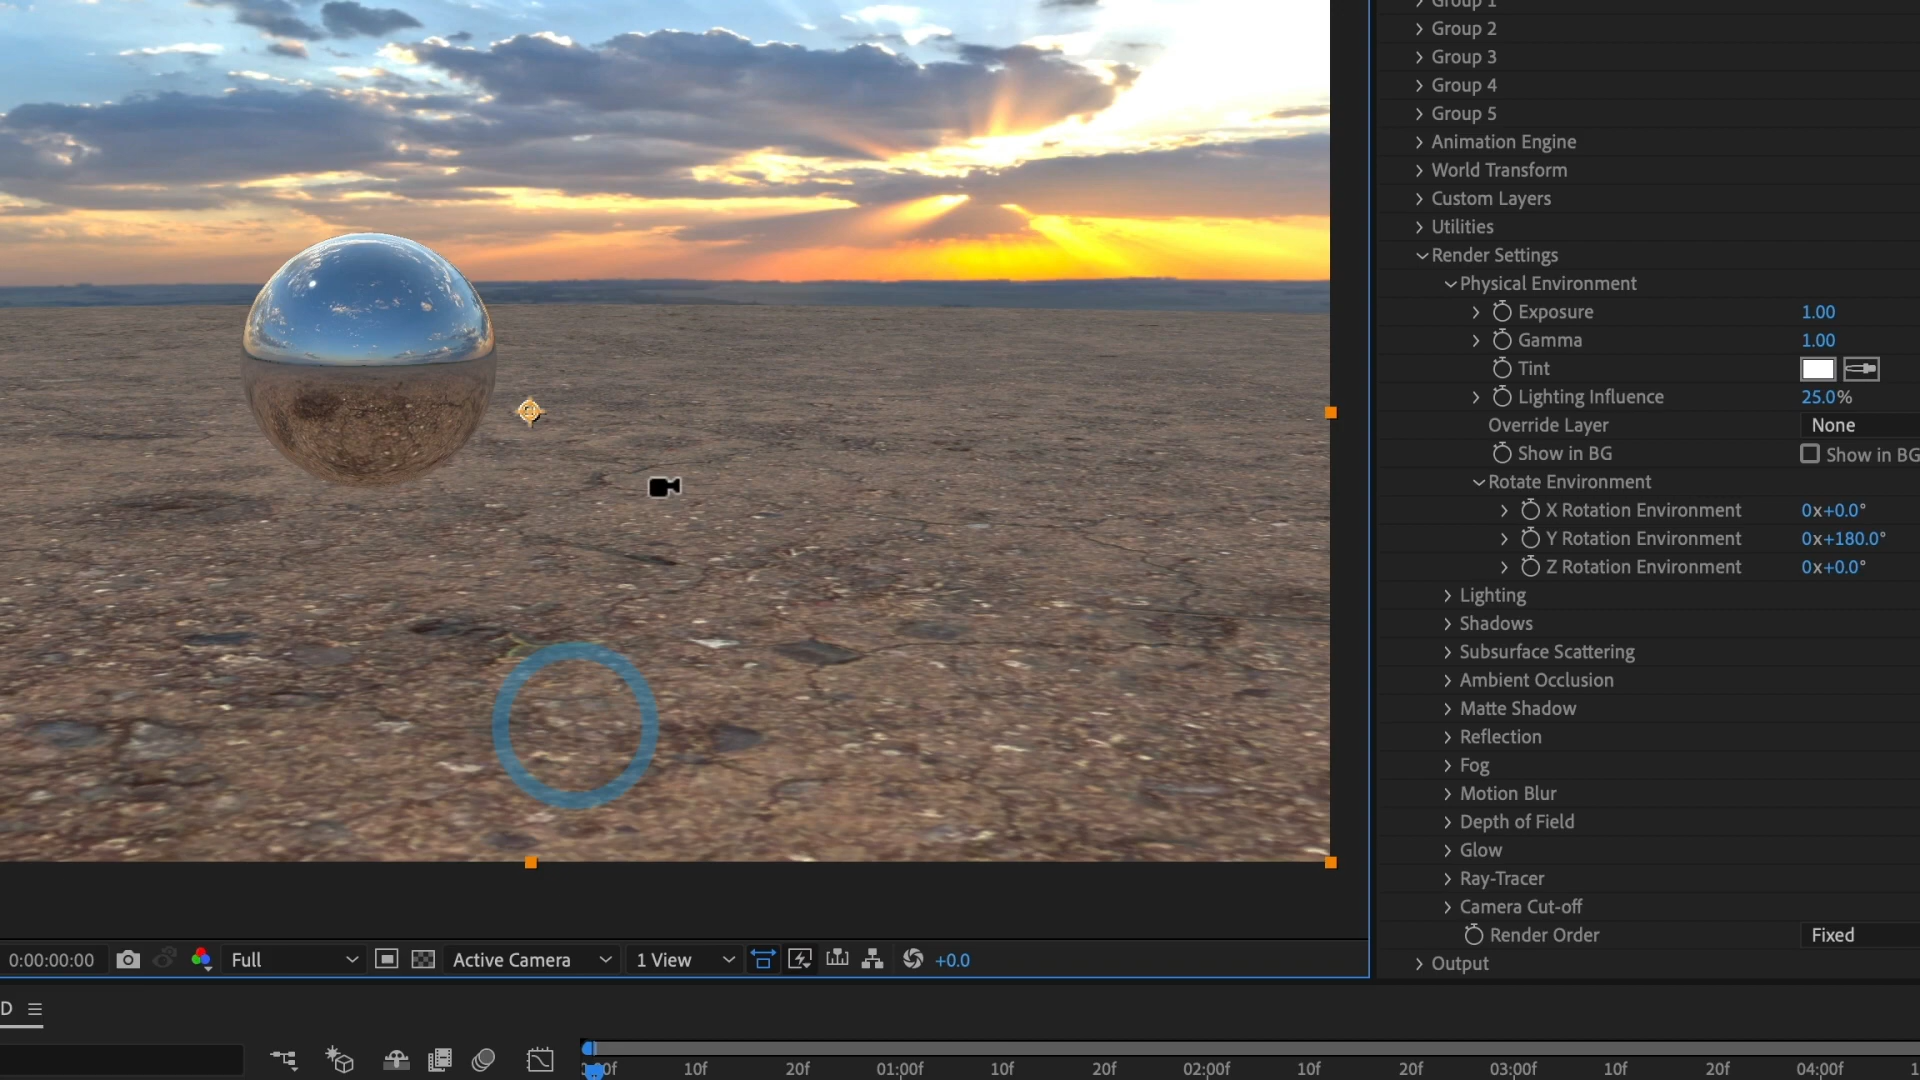 Group 1
Group 2
Group 3
Group 4
Group 5
Animation Engine
World Transform
Custom Layers
Utilities
Render Settings
Physical Environment
Exposure 1.00
Gamma 1.00
Tint
Lighting Influence 25.0%
Override Layer None
Show in BG Show in BG
Rotate Environment
X Rotation Environment 0x+0.0°
Y Rotation Environment 0x+180.0°
Z Rotation Environment 0x+0.0°
Lighting
Shadows
Subsurface Scattering
Ambient Occlusion
Matte Shadow
Reflection
Fog
Motion Blur
Depth of Field
Glow
Ray-Tracer
Camera Cut-off
Render Order Fixed
Output
0:00:00:00 Full Active Camera 1 View +0.0
D
10f 20f 01:00f 10f 20f 02:00f 10f 20f 03:00f 10f 20f 04:00f